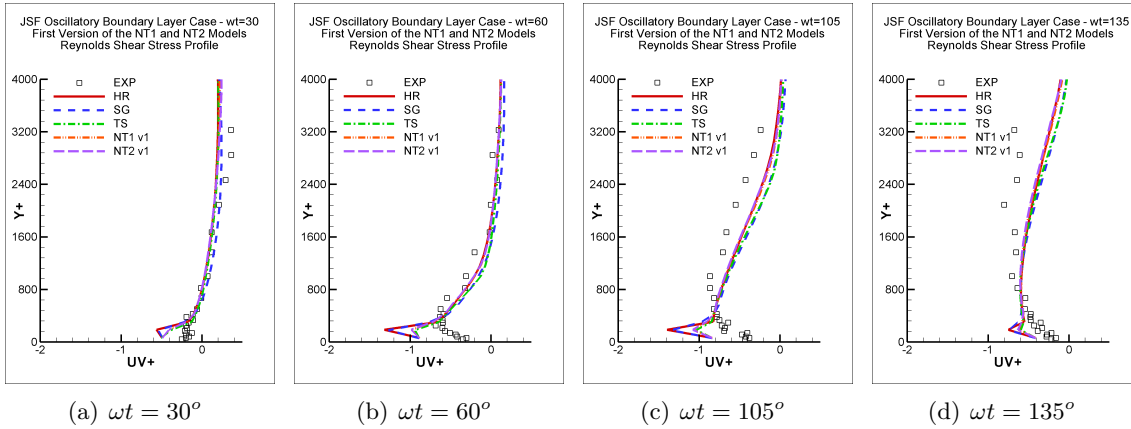 JSF Oscillatory Boundary Layer Case - wt=30
First Version of the NT1 and NT2 Models
Reynolds Shear Stress Profile
4000
3200
2400
1600
800
0
Y+
EXP
HR
SG
TS
NT1 v1
NT2 v1
-2
-1
0
UV+
(a) ωt = 30°
JSF Oscillatory Boundary Layer Case - wt=60
First Version of the NT1 and NT2 Models
Reynolds Shear Stress Profile
4000
3200
2400
1600
800
0
Y+
EXP
HR
SG
TS
NT1 v1
NT2 v1
-2
-1
0
UV+
(b) ωt = 60°
JSF Oscillatory Boundary Layer Case - wt=105
First Version of the NT1 and NT2 Models
Reynolds Shear Stress Profile
4000
3200
2400
1600
800
0
Y+
EXP
HR
SG
TS
NT1 v1
NT2 v1
-2
-1
0
UV+
(c) ωt = 105°
JSF Oscillatory Boundary Layer Case - wt=135
First Version of the NT1 and NT2 Models
Reynolds Shear Stress Profile
4000
3200
2400
1600
800
0
Y+
EXP
HR
SG
TS
NT1 v1
NT2 v1
-2
-1
0
UV+
(d) ωt = 135°